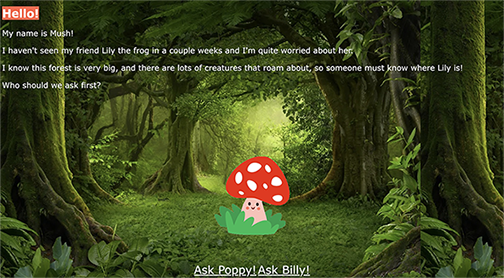 Hello!
My name is Mush!
I haven't seen my friend Lily the frog in a couple weeks and I'm quite worried about her.
I know this forest is very big, and there are lots of creatures that roam about, so someone must know where Lily is!
Who should we ask first?
Ask Poppy! Ask Billy!